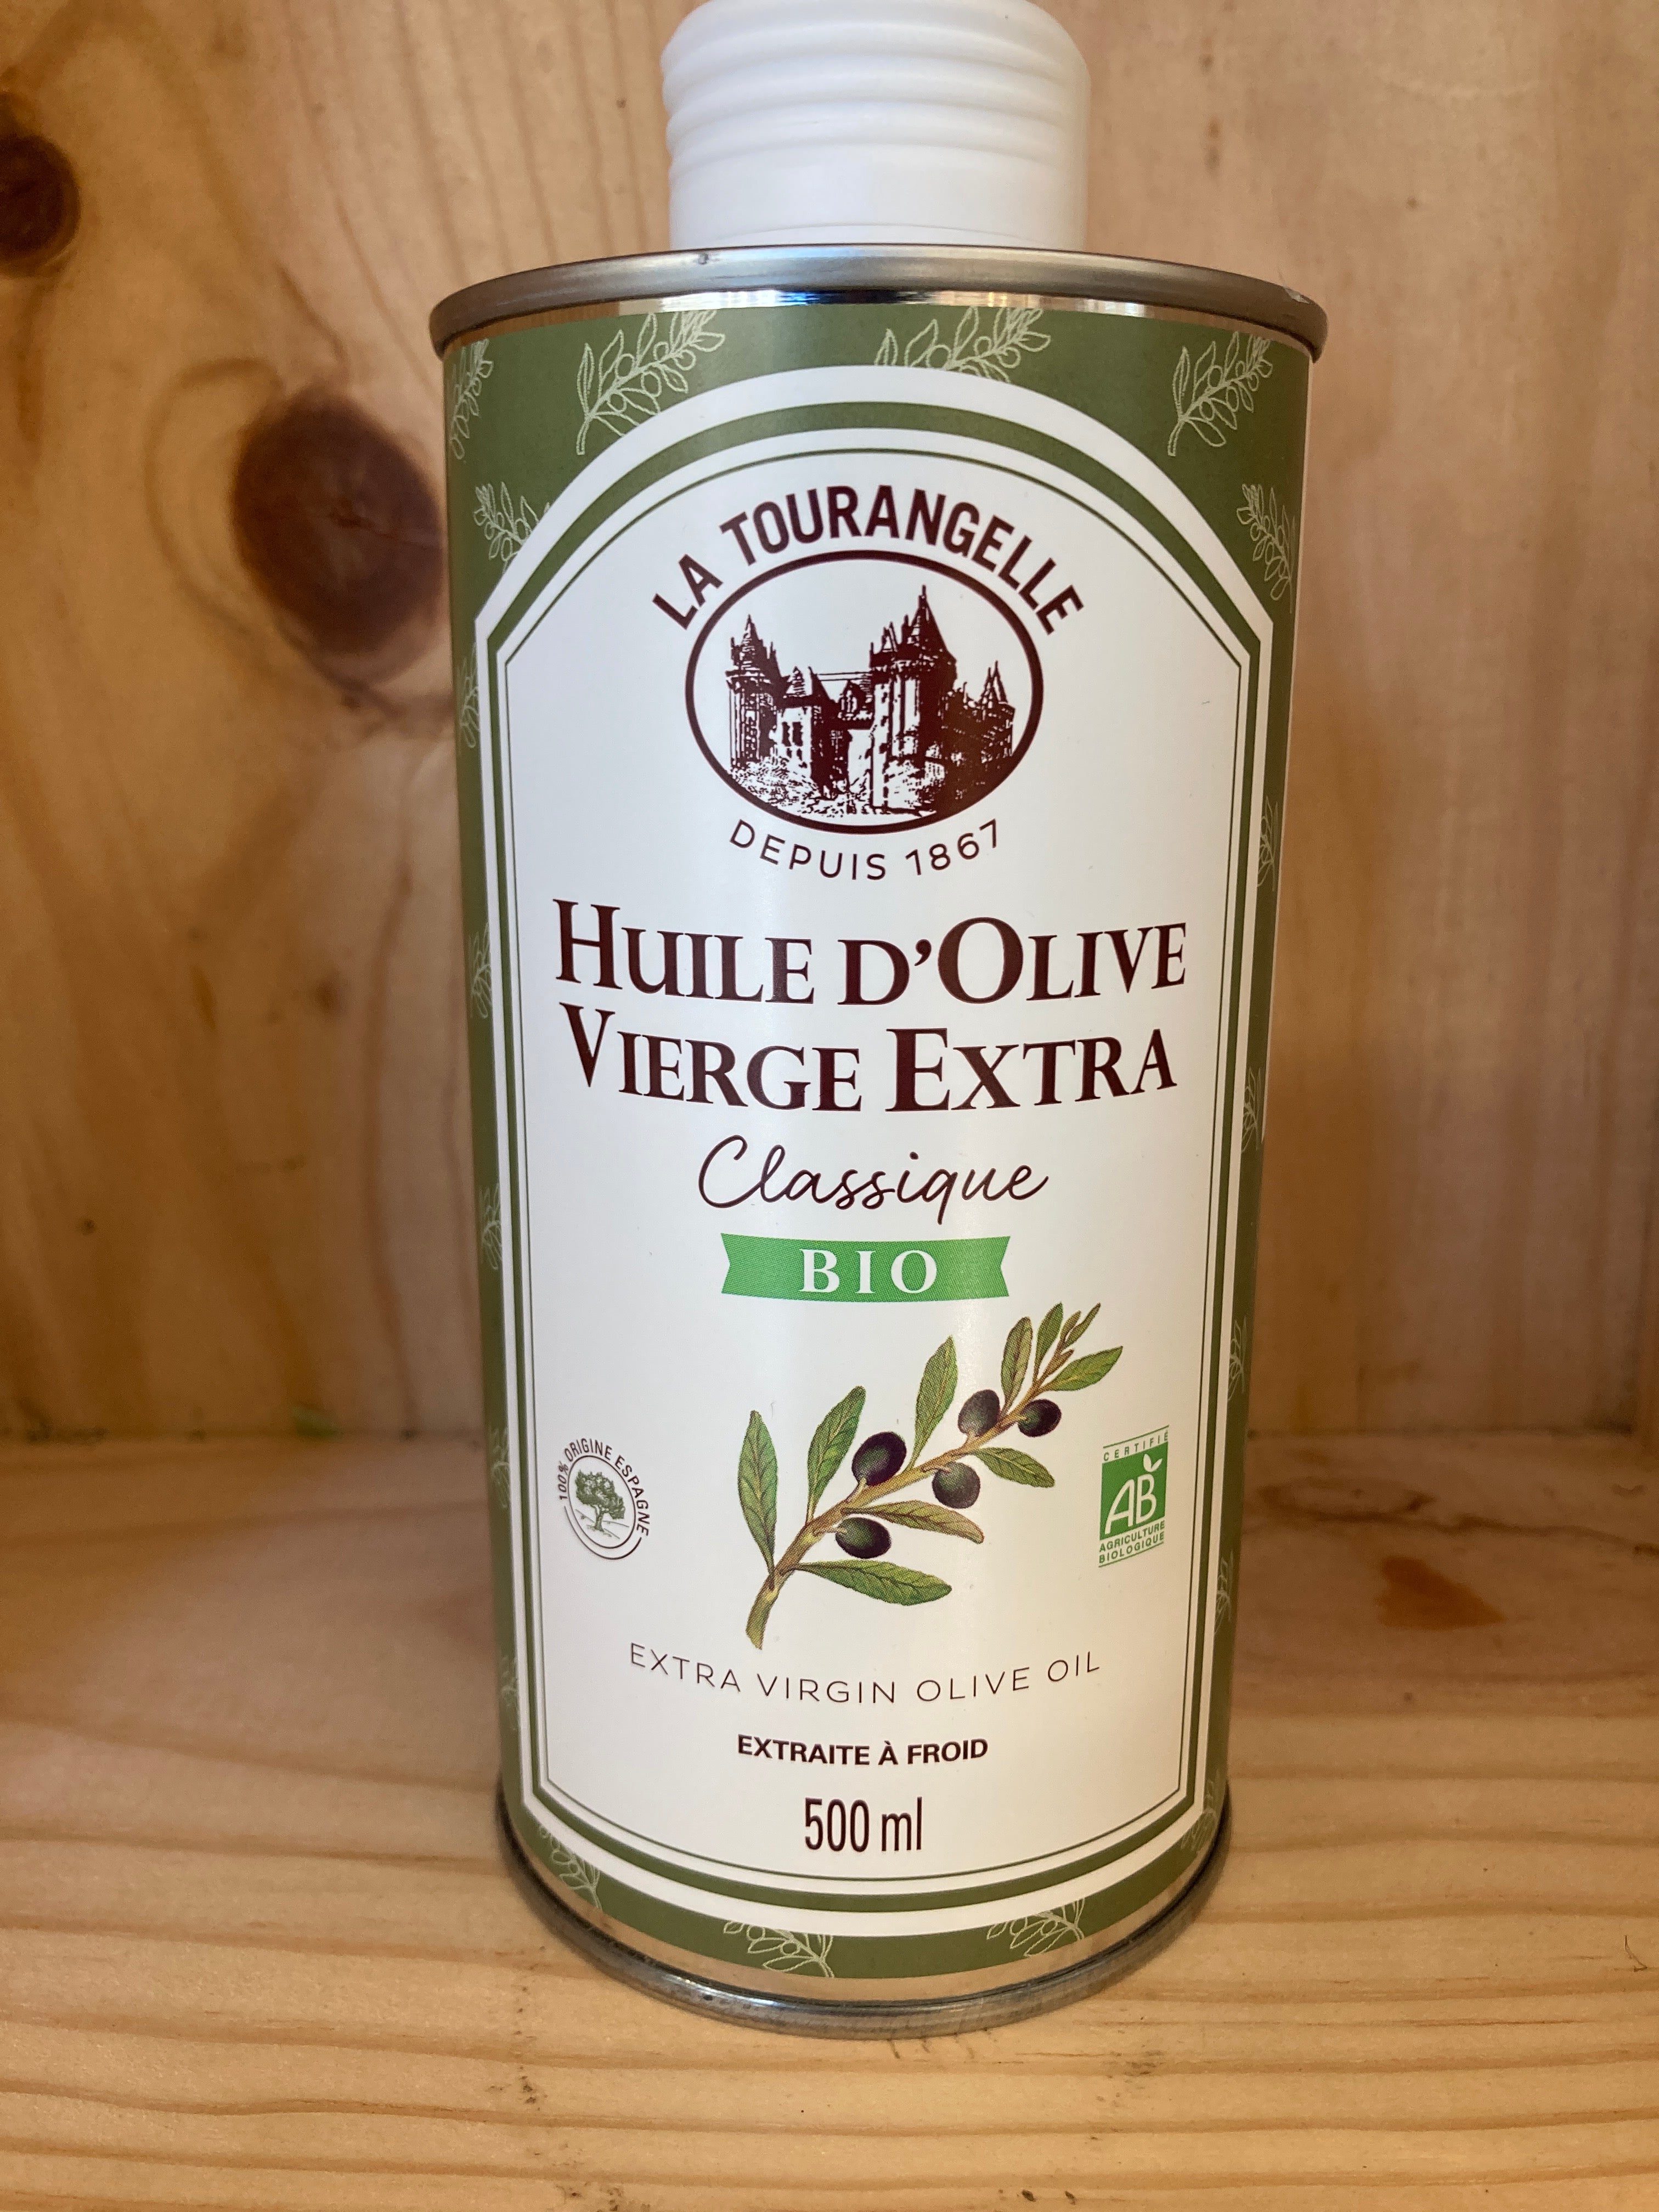 LA TOURANGELLE
DEPUIS 1867
HUILE D'OLIVE
VIERGE EXTRA
Classique
BIO
100% ORIGINE ESPAGNE
CERTIFIÉ
AB
AGRICULTURE
BIOLOGIQUE
EXTRA VIRGIN OLIVE OIL
EXTRAITE À FROID
500 ml